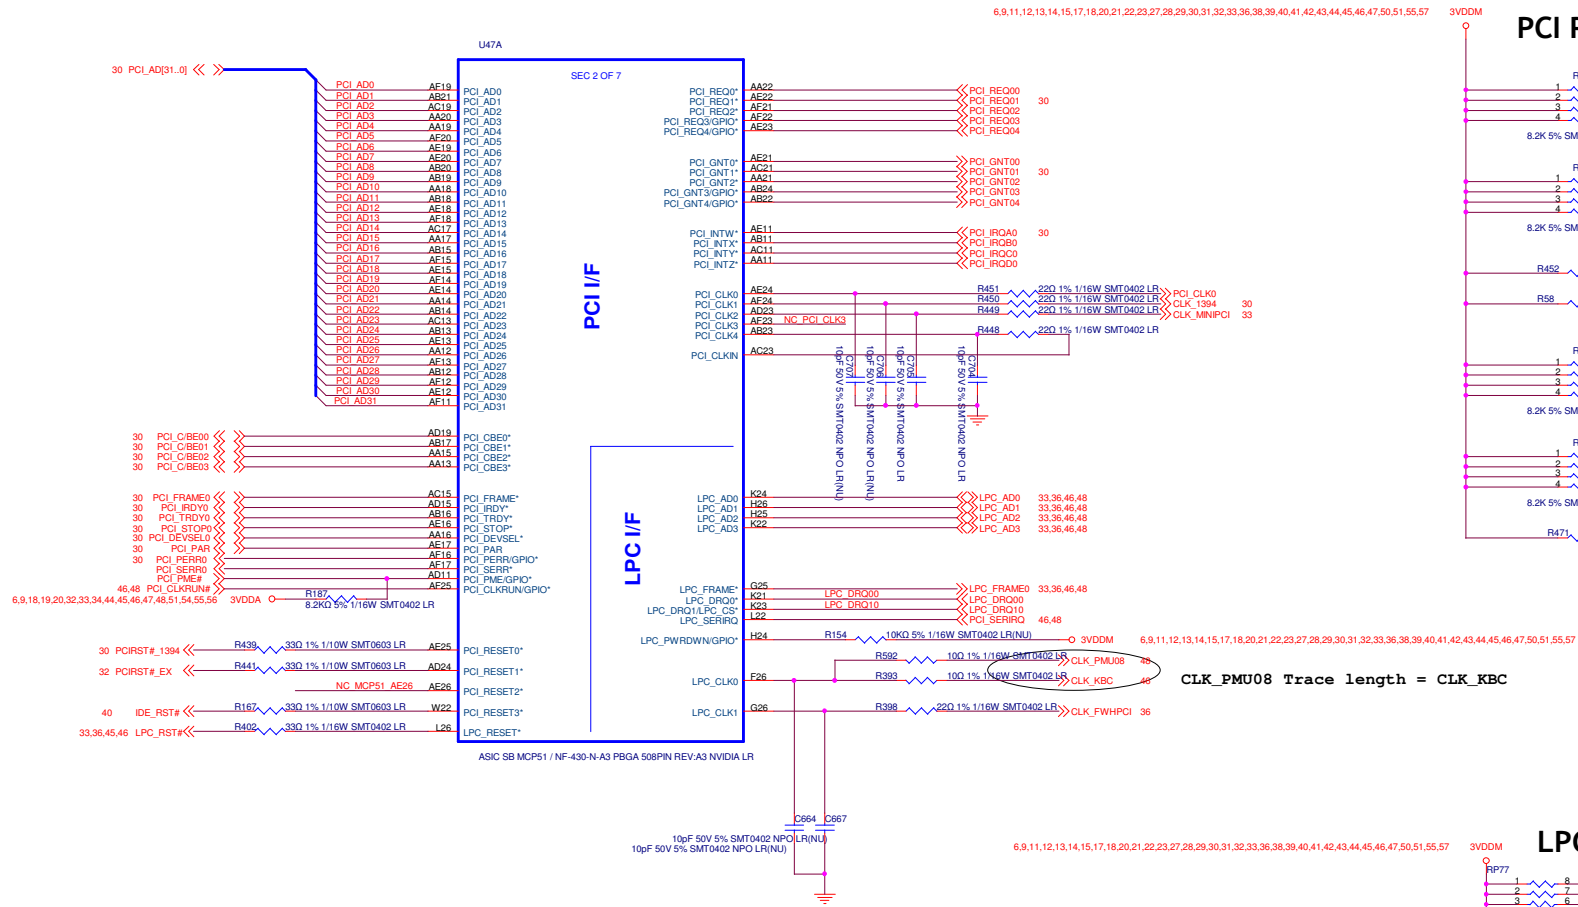 6,9,11,12,13,14,15,17,18,20,21,22,23,27,28,29,30,31,32,33,36,38,39,40,41,42,43,44,45,46,47,50,51,55,57 3VDDM
PCI
U47A
SEC 2 OF 7
30 PCI_AD[31..0]
PCI_AD0 AF19 PCI_AD0
PCI_AD1 AB21 PCI_AD1
PCI_AD2 AC19 PCI_AD2
PCI_AD3 AA20 PCI_AD3
PCI_AD4 AA19 PCI_AD4
PCI_AD5 AF20 PCI_AD5
PCI_AD6 AE19 PCI_AD6
PCI_AD7 AE20 PCI_AD7
PCI_AD8 AB20 PCI_AD8
PCI_AD9 AB19 PCI_AD9
PCI_AD10 AA18 PCI_AD10
PCI_AD11 AB18 PCI_AD11
PCI_AD12 AE18 PCI_AD12
PCI_AD13 AF18 PCI_AD13
PCI_AD14 AC17 PCI_AD14
PCI_AD15 AA17 PCI_AD15
PCI_AD16 AB15 PCI_AD16
PCI_AD17 AF15 PCI_AD17
PCI_AD18 AE15 PCI_AD18
PCI_AD19 AF14 PCI_AD19
PCI_AD20 AE14 PCI_AD20
PCI_AD21 AA14 PCI_AD21
PCI_AD22 AB14 PCI_AD22
PCI_AD23 AC13 PCI_AD23
PCI_AD24 AB13 PCI_AD24
PCI_AD25 AE13 PCI_AD25
PCI_AD26 AA12 PCI_AD26
PCI_AD27 AF13 PCI_AD27
PCI_AD28 AB12 PCI_AD28
PCI_AD29 AF12 PCI_AD29
PCI_AD30 AE12 PCI_AD30
PCI_AD31 AF11 PCI_AD31
30 PCI_C/BE00 AD19 PCI_CBE0*
30 PCI_C/BE01 AB17 PCI_CBE1*
30 PCI_C/BE02 AA15 PCI_CBE2*
30 PCI_C/BE03 AA13 PCI_CBE3*
30 PCI_FRAME0 AC15 PCI_FRAME*
30 PCI_IRDY0 AD15 PCI_IRDY*
30 PCI_TRDY0 AB16 PCI_TRDY*
30 PCI_STOP0 AE16 PCI_STOP*
30 PCI_DEVSEL0 AA16 PCI_DEVSEL*
30 PCI_PAR AE17 PCI_PAR
30 PCI_PERR0 AF16 PCI_PERR/GPIO*
PCI_SERR0 AF17 PCI_SERR*
PCI_PME# AD11 PCI_PME/GPIO*
46,48 PCI_CLKRUN# AF25 PCI_CLKRUN/GPIO*
6,9,18,19,20,32,33,34,44,45,46,47,48,51,54,55,56 3VDDA R187
8.2KΩ 5% 1/16W SMT0402 LR
30 PCIRST#_1394 R439 33Ω 1% 1/10W SMT0603 LR AE25 PCI_RESET0*
32 PCIRST#_EX R441 33Ω 1% 1/10W SMT0603 LR AD24 PCI_RESET1*
NC_MCP51_AE26 AE26 PCI_RESET2*
40 IDE_RST# R167 33Ω 1% 1/10W SMT0603 LR W22 PCI_RESET3*
33,36,45,46 LPC_RST# R402 33Ω 1% 1/16W SMT0402 LR L26 LPC_RESET*
PCI I/F
LPC I/F
PCI_REQ0* AA22 PCI_REQ00
PCI_REQ1* AE22 PCI_REQ01 30
PCI_REQ2* AF21 PCI_REQ02
PCI_REQ3/GPIO* AF22 PCI_REQ03
PCI_REQ4/GPIO* AE23 PCI_REQ04
PCI_GNT0* AE21 PCI_GNT00
PCI_GNT1* AC21 PCI_GNT01 30
PCI_GNT2* AA21 PCI_GNT02
PCI_GNT3/GPIO* AB24 PCI_GNT03
PCI_GNT4/GPIO* AB22 PCI_GNT04
PCI_INTW* AE11 PCI_IRQA0 30
PCI_INTX* AB11 PCI_IRQB0
PCI_INTY* AC11 PCI_IRQC0
PCI_INTZ* AA11 PCI_IRQD0
PCI_CLK0 AE24 R451 22Ω 1% 1/16W SMT0402 LR PCI_CLK0
PCI_CLK1 AF24 R450 22Ω 1% 1/16W SMT0402 LR CLK_1394 30
PCI_CLK2 AD23 R449 22Ω 1% 1/16W SMT0402 LR CLK_MINIPCI 33
PCI_CLK3 AF23 NC_PCI_CLK3
PCI_CLK4 AB23 R448 22Ω 1% 1/16W SMT0402 LR
PCI_CLKIN AC23
C707 10pF 50V 5% SMT0402 NPO LR(NU)
C706 10pF 50V 5% SMT0402 NPO LR(NU)
C705 10pF 50V 5% SMT0402 NPO LR
C704 10pF 50V 5% SMT0402 NPO LR
LPC_AD0 K24 LPC_AD0 33,36,46,48
LPC_AD1 H26 LPC_AD1 33,36,46,48
LPC_AD2 H25 LPC_AD2 33,36,46,48
LPC_AD3 K22 LPC_AD3 33,36,46,48
LPC_FRAME* G25 LPC_FRAME0 33,36,46,48
LPC_DRQ0* K21 LPC_DRQ00 LPC_DRQ00
LPC_DRQ1/LPC_CS* K23 LPC_DRQ10 LPC_DRQ10
LPC_SERIRQ L22 PCI_SERIRQ 46,48
LPC_PWRDWN/GPIO* H24 R154 10KΩ 5% 1/16W SMT0402 LR(NU) 3VDDM 6,9,11,12,13,14,15,17,18,20,21,22,23,27,28,29,30,31,32,33,36,38,39,40,41,42,43,44,45,46,47,50,51,55,57
R592 10Ω 1% 1/16W SMT0402 LR CLK_PMU08 48
LPC_CLK0 F26 R393 10Ω 1% 1/16W SMT0402 LR CLK_KBC 46
CLK_PMU08 Trace length = CLK_KBC
LPC_CLK1 G26 R398 22Ω 1% 1/16W SMT0402 LR CLK_FWHPCI 36
ASIC SB MCP51 / NF-430-N-A3 PBGA 508PIN REV:A3 NVIDIA LR
C664 C667
10pF 50V 5% SMT0402 NPO LR(NU)
10pF 50V 5% SMT0402 NPO LR(NU)
1
2
3
4
8.2K 5% SM
1
2
3
4
8.2K 5% SM
R452
R58
1
2
3
4
8.2K 5% SM
1
2
3
4
8.2K 5% SM
R471
6,9,11,12,13,14,15,17,18,20,21,22,23,27,28,29,30,31,32,33,36,38,39,40,41,42,43,44,45,46,47,50,51,55,57 3VDDM
LPC
RP77
1 8
2 7
3 6